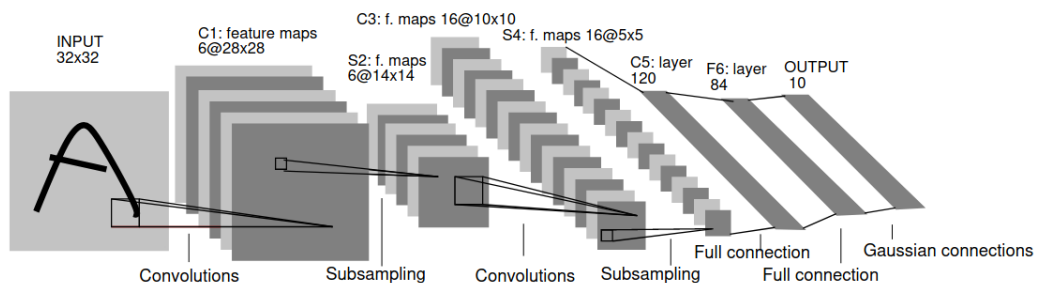 INPUT
32x32
C1: feature maps
6@28x28
S2: f. maps
6@14x14
C3: f. maps 16@10x10
S4: f. maps 16@5x5
C5: layer
120
F6: layer
84
OUTPUT
10
Convolutions
Subsampling
Convolutions
Subsampling
Full connection
Full connection
Gaussian connections